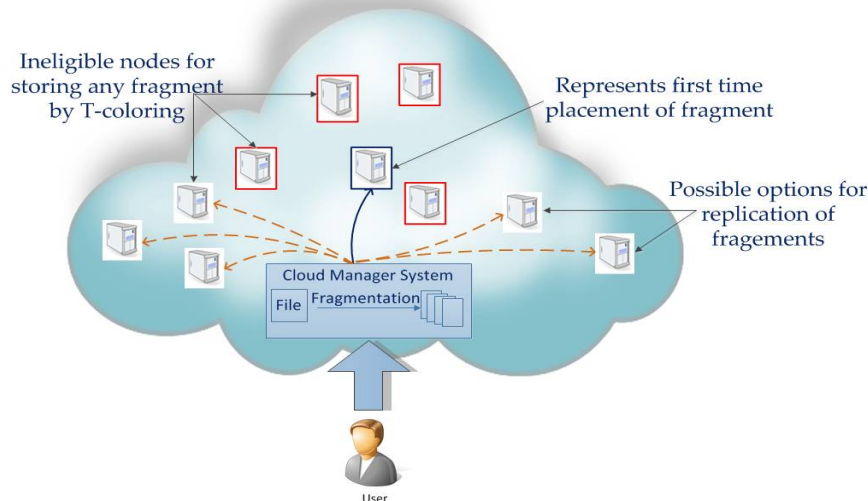 Ineligible nodes for
storing any fragment
by T-coloring
Represents first time
placement of fragment
Possible options for
replication of
fragements
Cloud Manager System
File
Fragmentation
User